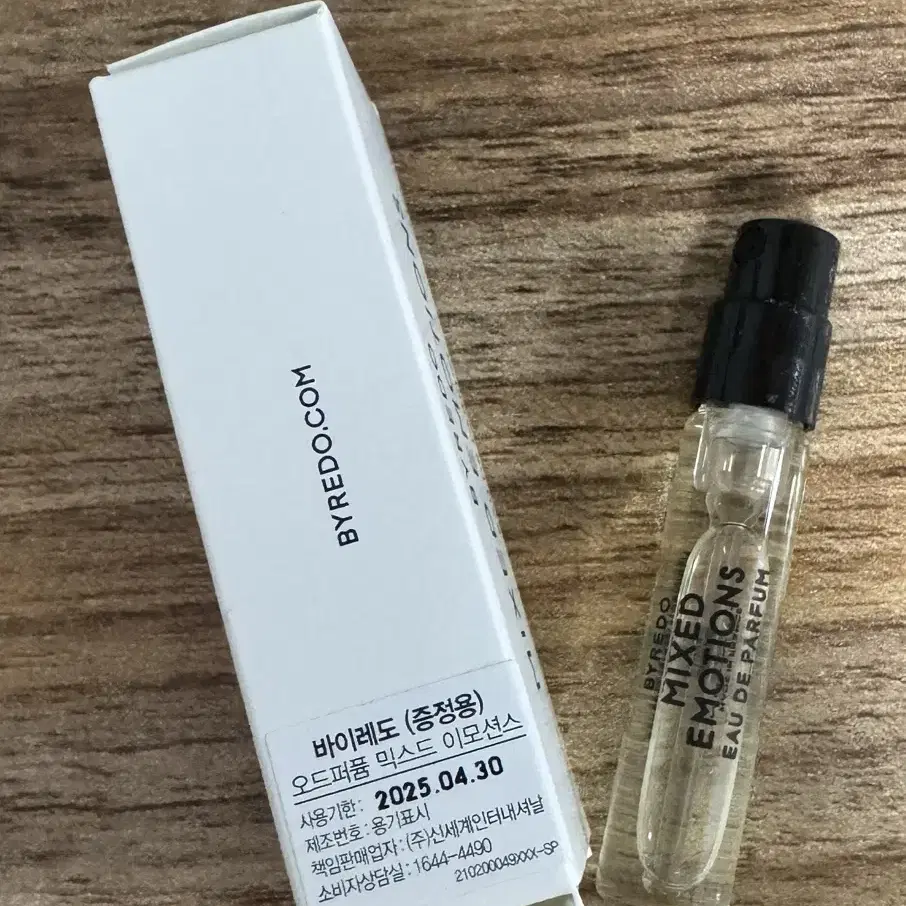 BYREDO.COM
바이레도 (증정용)
오드퍼퓸 믹스드 이모션스
사용기한 : 2025.04.30
제조번호 : 용기표시
책임판매업자 : (주)신세계인터내셔날
소비자상담실 : 1644-4490
210200049XXX-SP
BYREDO
MIXED
EMOTIONS
EAU DE PARFUM